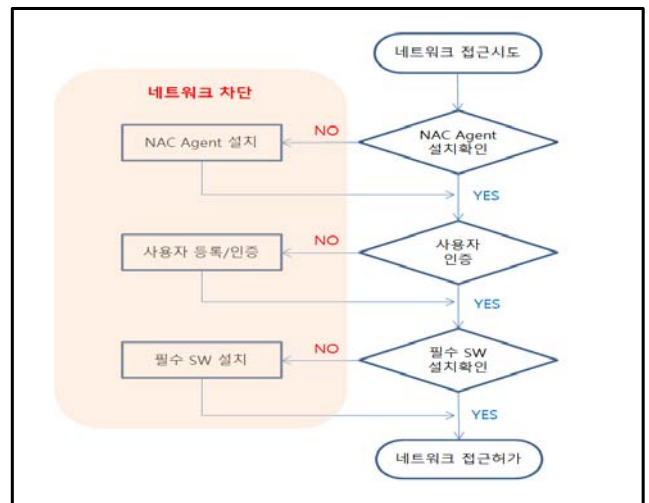 네트워크 접근시도
네트워크 차단
NO
NAC Agent 설치
NAC Agent
설치확인
YES
NO
사용자 등록/인증
사용자
인증
YES
NO
필수 SW 설치
필수 SW
설치확인
YES
네트워크 접근허가